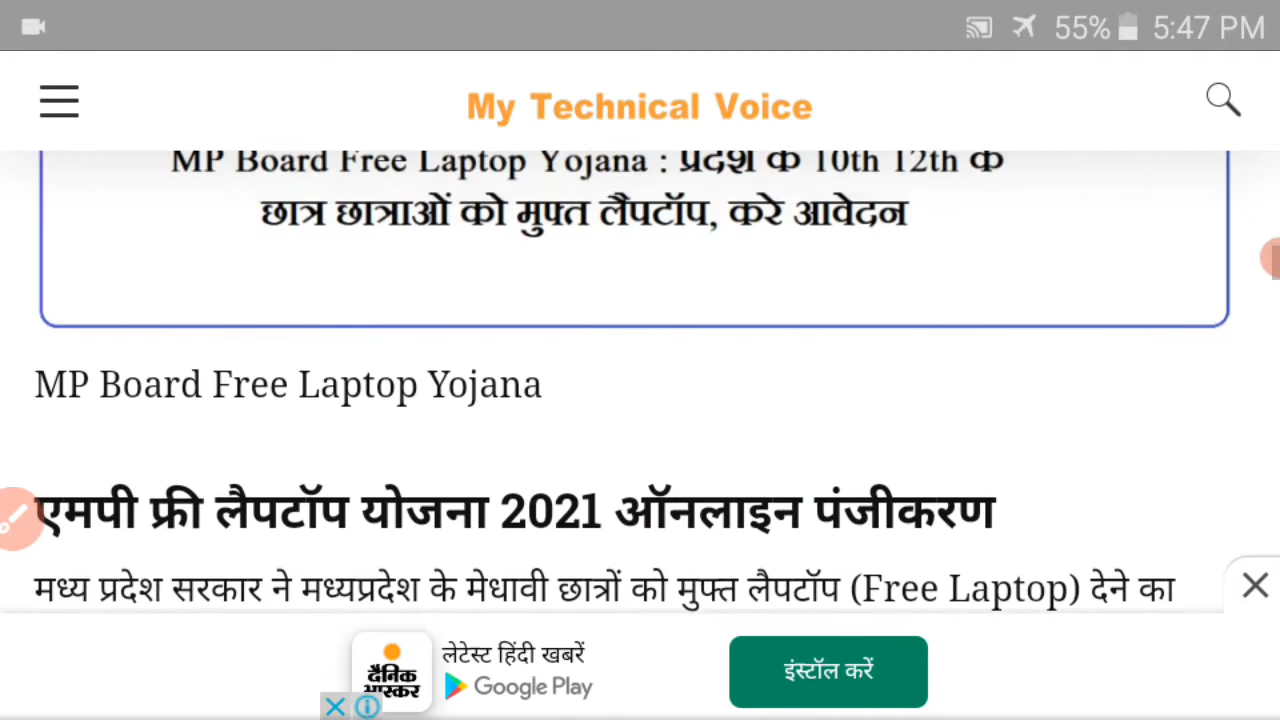 55% 5:47 PM
My Technical Voice
MP Board Free Laptop Yojana : प्रदेश के 10th 12th के
छात्र छात्राओं को मुफ्त लैपटॉप, करे आवेदन
MP Board Free Laptop Yojana
एमपी फ्री लैपटॉप योजना 2021 ऑनलाइन पंजीकरण
मध्य प्रदेश सरकार ने मध्यप्रदेश के मेधावी छात्रों को मुफ्त लैपटॉप (Free Laptop) देने का
दैनिक
भास्कर
लेटेस्ट हिंदी खबरें
Google Play
इंस्टॉल करें